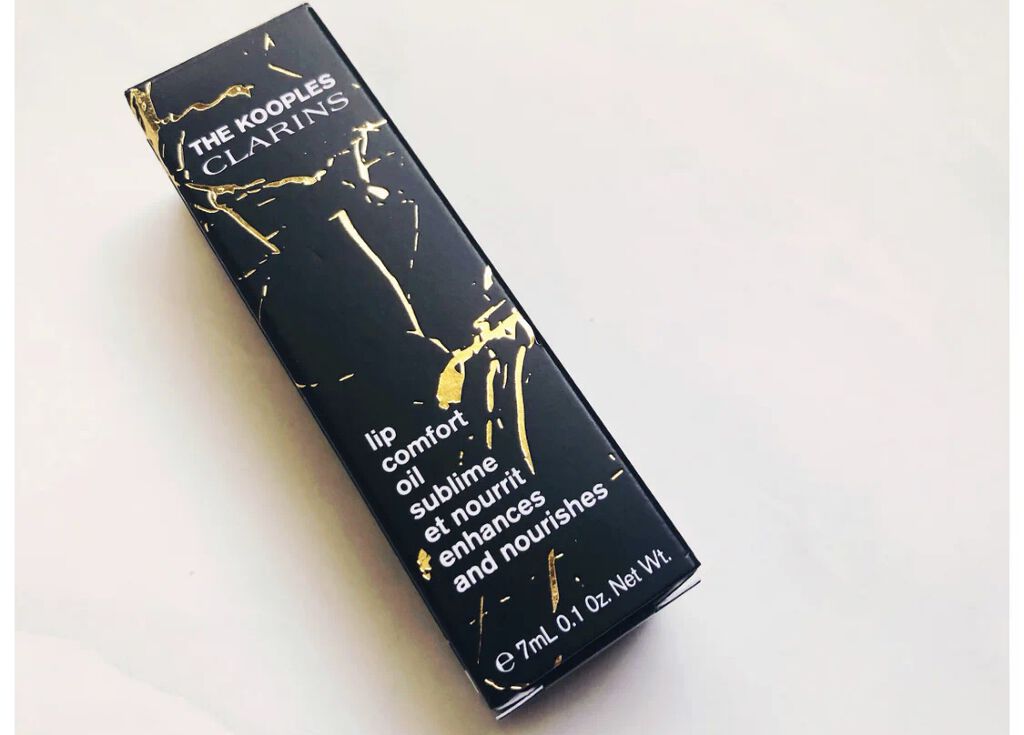 THE KOOPLES
CLARINS
lip
comfort
oil
sublime
et nourrit
enhances
and nourishes
e 7mL 0.1 Oz. Net Wt.